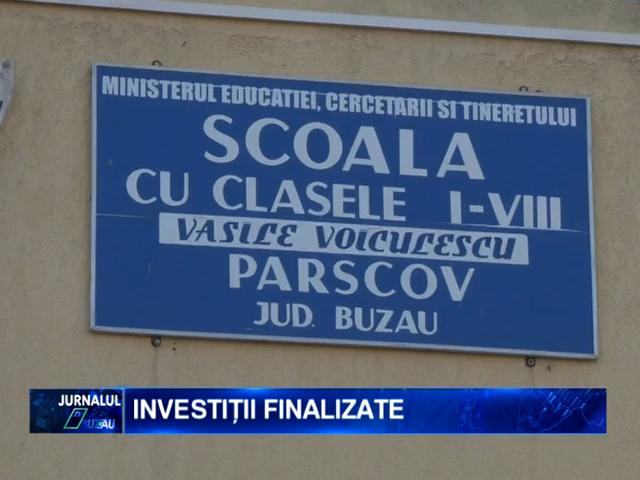 MINISTERUL EDUCATIEI, CERCETARII SI TINERETULUI
SCOALA
CU CLASELE I-VIII
VASILE VOICULESCU
PARSCOV
JUD. BUZAU
JURNALUL
BUZAU
INVESTIȚII FINALIZATE